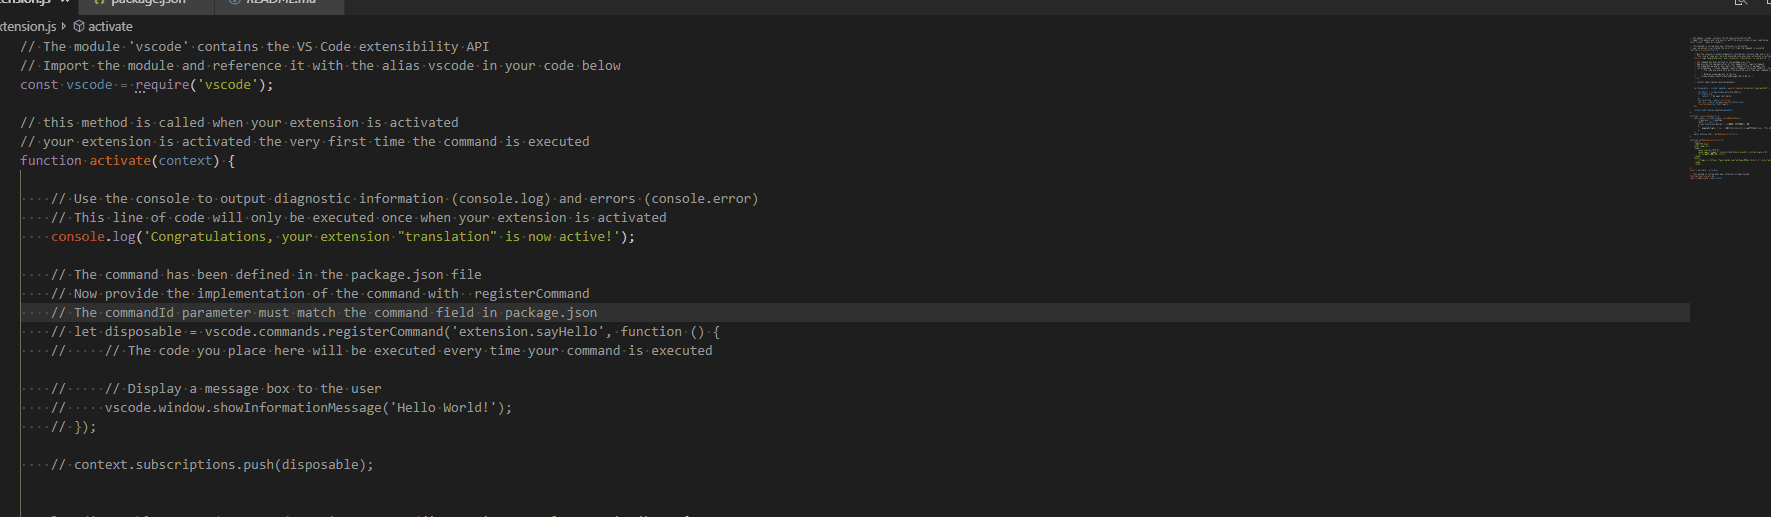 package.json
README.md
extension.js activate
// The module 'vscode' contains the VS Code extensibility API
// Import the module and reference it with the alias vscode in your code below
const vscode = require('vscode');
// this method is called when your extension is activated
// your extension is activated the very first time the command is executed
function activate(context) {
// Use the console to output diagnostic information (console.log) and errors (console.error)
// This line of code will only be executed once when your extension is activated
console.log('Congratulations, your extension "translation" is now active!');
// The command has been defined in the package.json file
// Now provide the implementation of the command with  registerCommand
// The commandId parameter must match the command field in package.json
// let disposable = vscode.commands.registerCommand('extension.sayHello', function () {
//     // The code you place here will be executed every time your command is executed
//     // Display a message box to the user
//     vscode.window.showInformationMessage('Hello World!');
// });
// context.subscriptions.push(disposable);